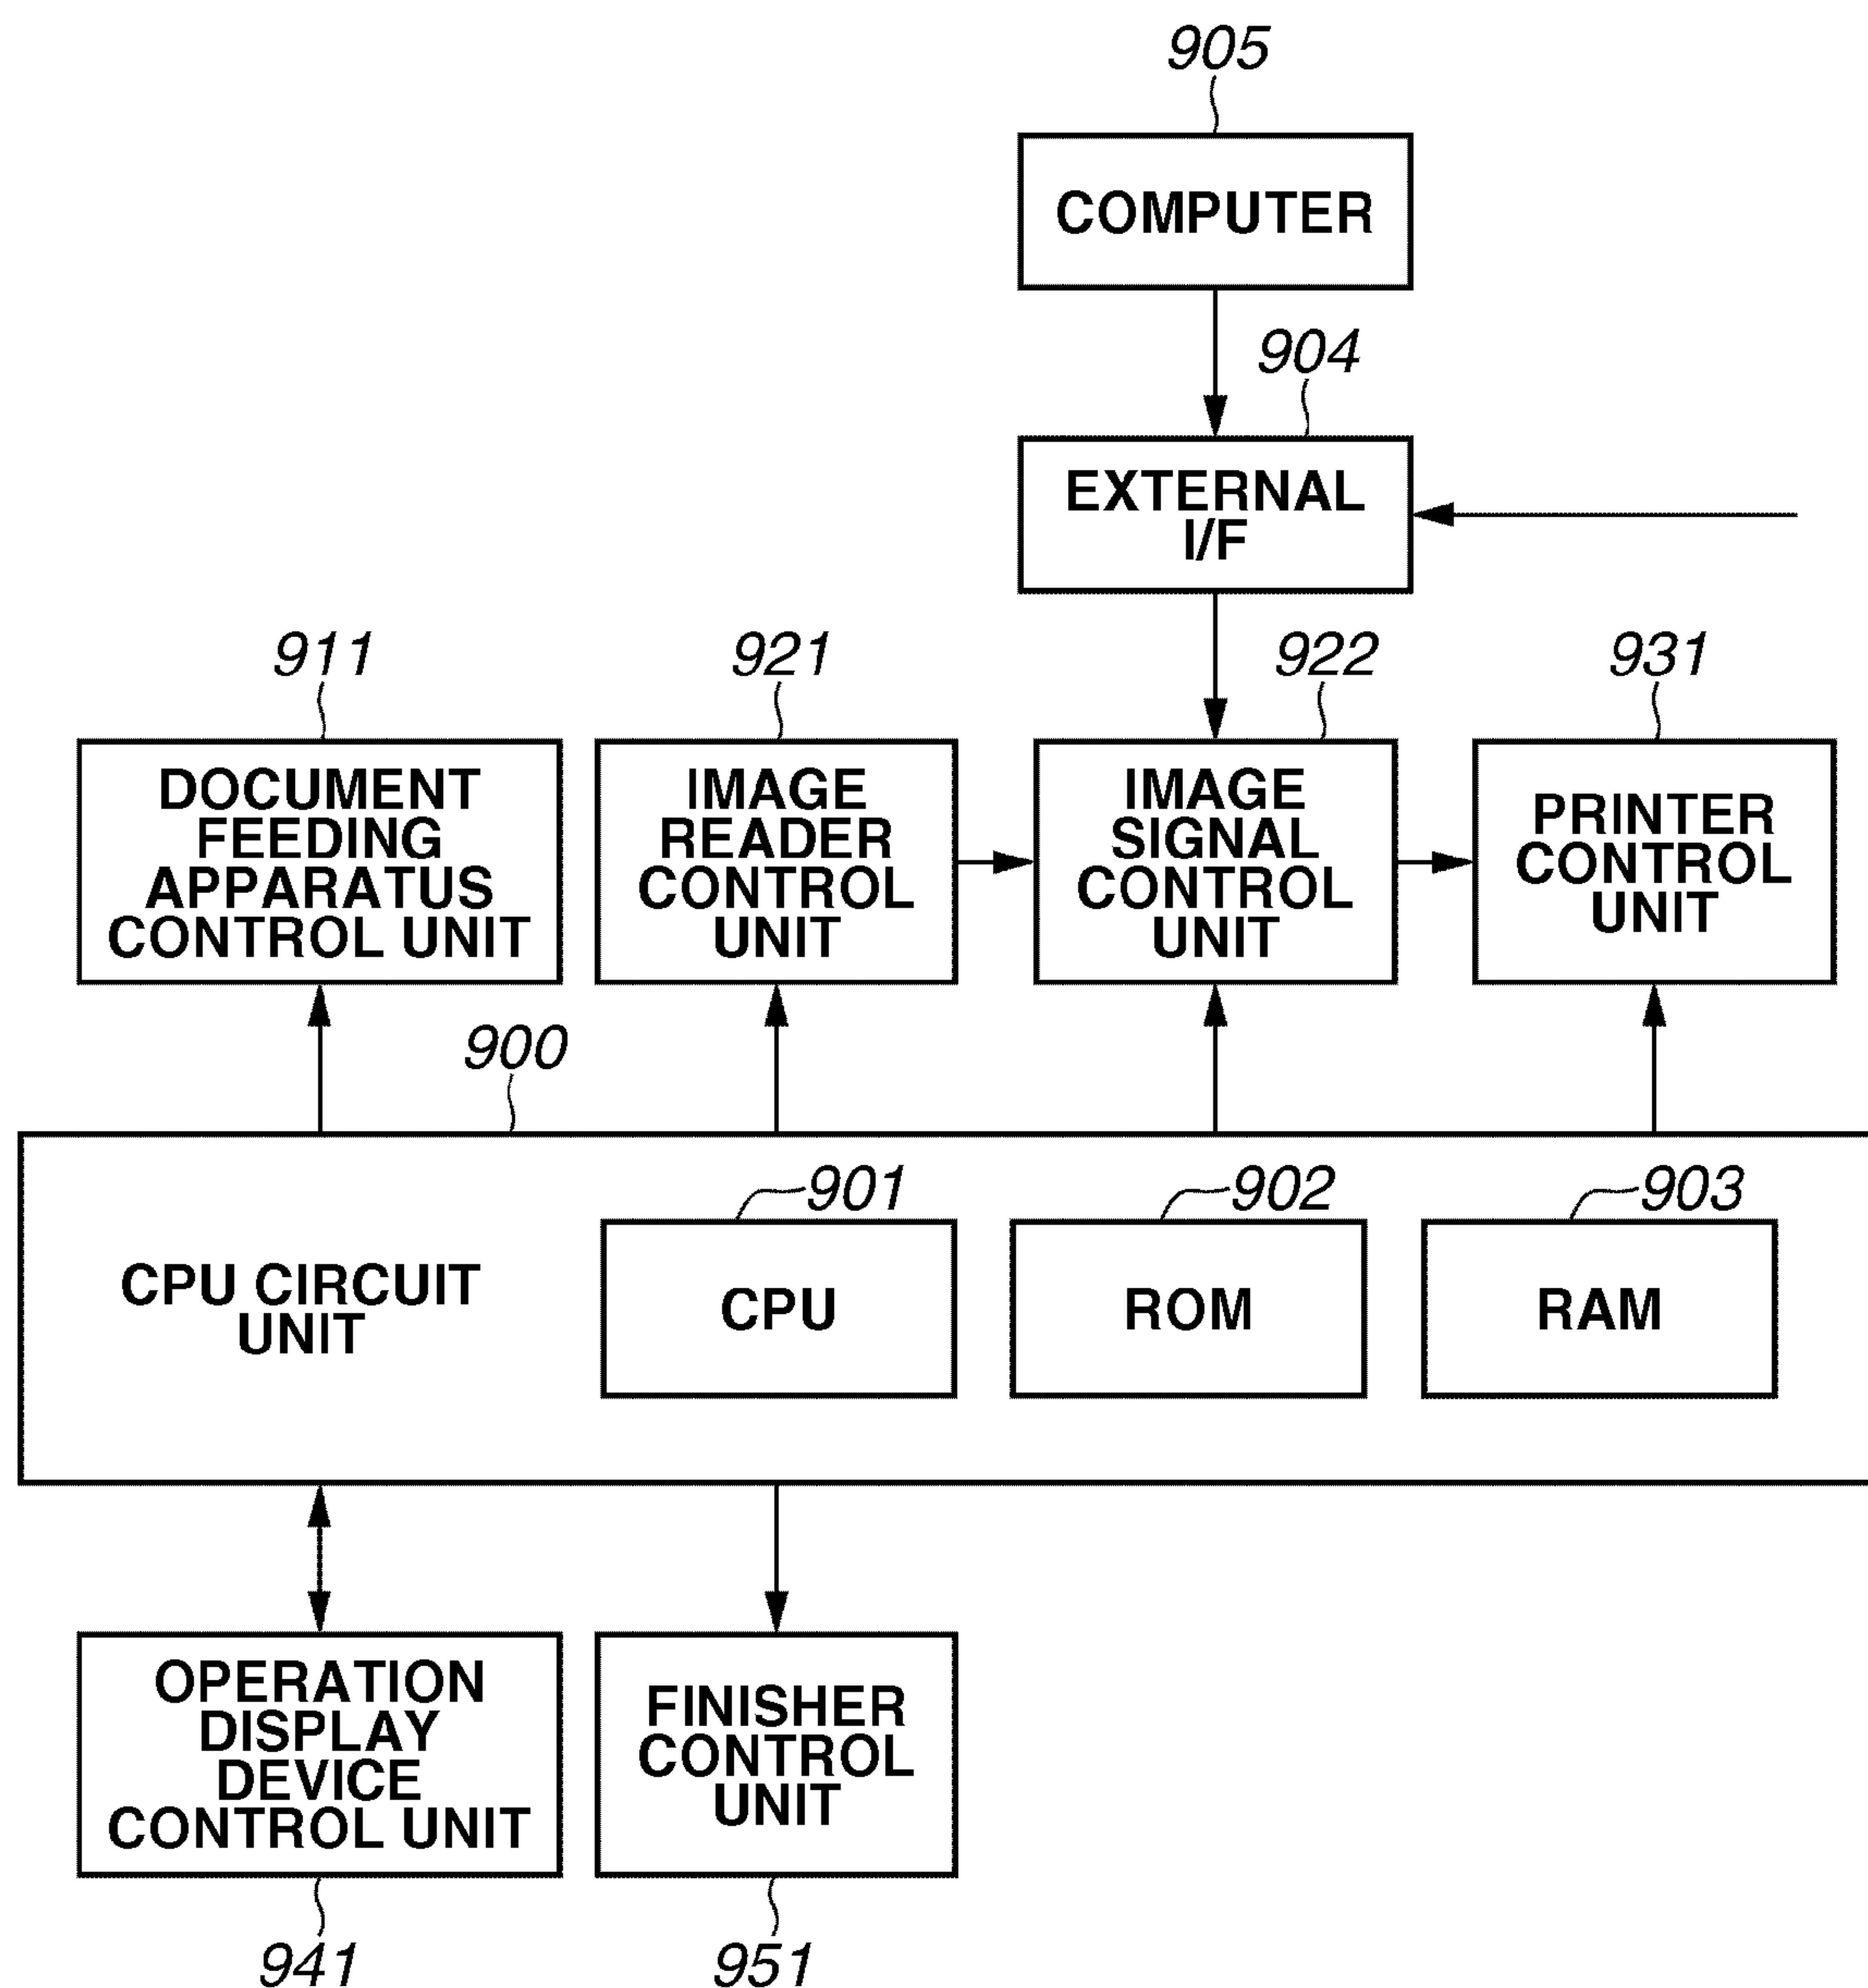 905
COMPUTER
904
EXTERNAL
I/F
911
921
922
931
DOCUMENT
FEEDING
APPARATUS
CONTROL UNIT
IMAGE
READER
CONTROL
UNIT
IMAGE
SIGNAL
CONTROL
UNIT
PRINTER
CONTROL
UNIT
900
901
902
903
CPU CIRCUIT
UNIT
CPU
ROM
RAM
OPERATION
DISPLAY
DEVICE
CONTROL UNIT
FINISHER
CONTROL
UNIT
941
951